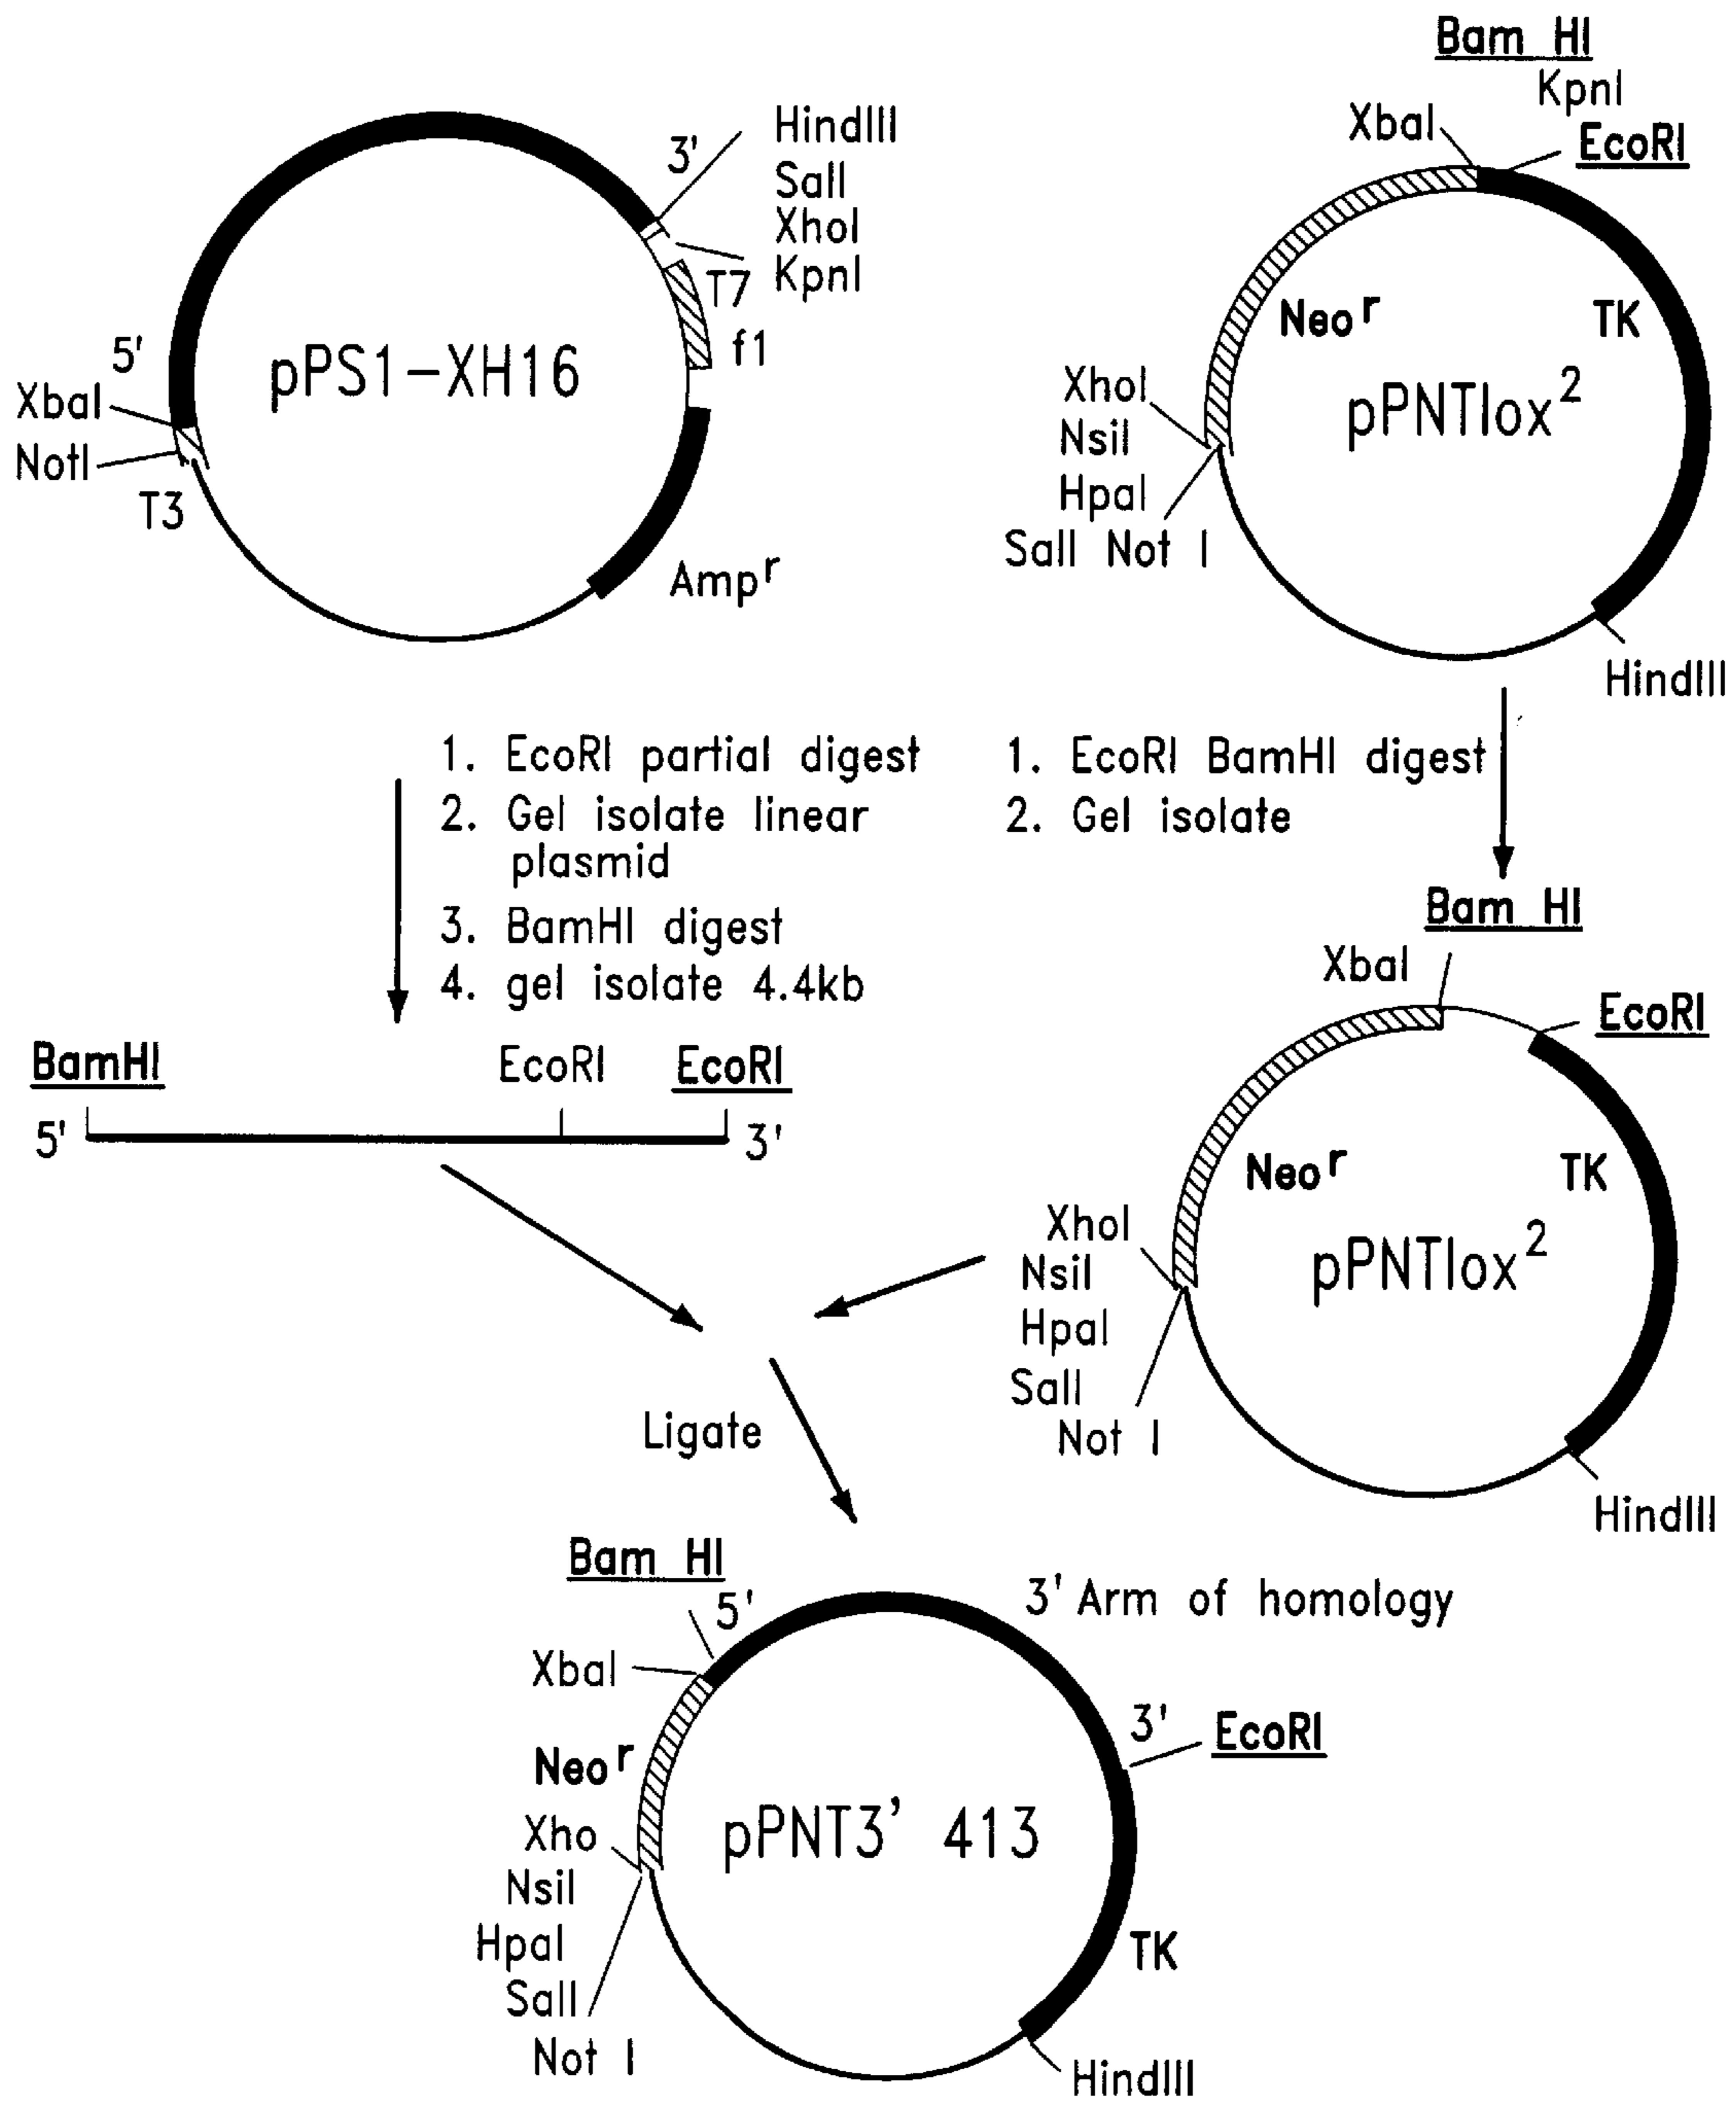 3'
HindIII
SalI
XhoI
KpnI
T7
f1
5'
pPS1-XH16
XbaI
NotI
T3
Amp r
Bam HI
KpnI
XbaI
EcoRI
Neo r
TK
pPNTlox 2
XhoI
NsiI
HpaI
SalI Not I
HindIII
1. EcoRI partial digest
2. Gel isolate linear
plasmid
3. BamHI digest
4. gel isolate 4.4kb
1. EcoRI BamHI digest
2. Gel isolate
BamHI
EcoRI
EcoRI
5'
3'
Bam HI
XbaI
EcoRI
Neo r
TK
pPNTlox 2
XhoI
NsiI
HpaI
SalI
Not I
HindIII
Ligate
Bam HI
5'
3' Arm of homology
XbaI
3'
EcoRI
Neo r
Xho
pPNT3' 413
NsiI
HpaI
SalI
Not I
TK
HindIII